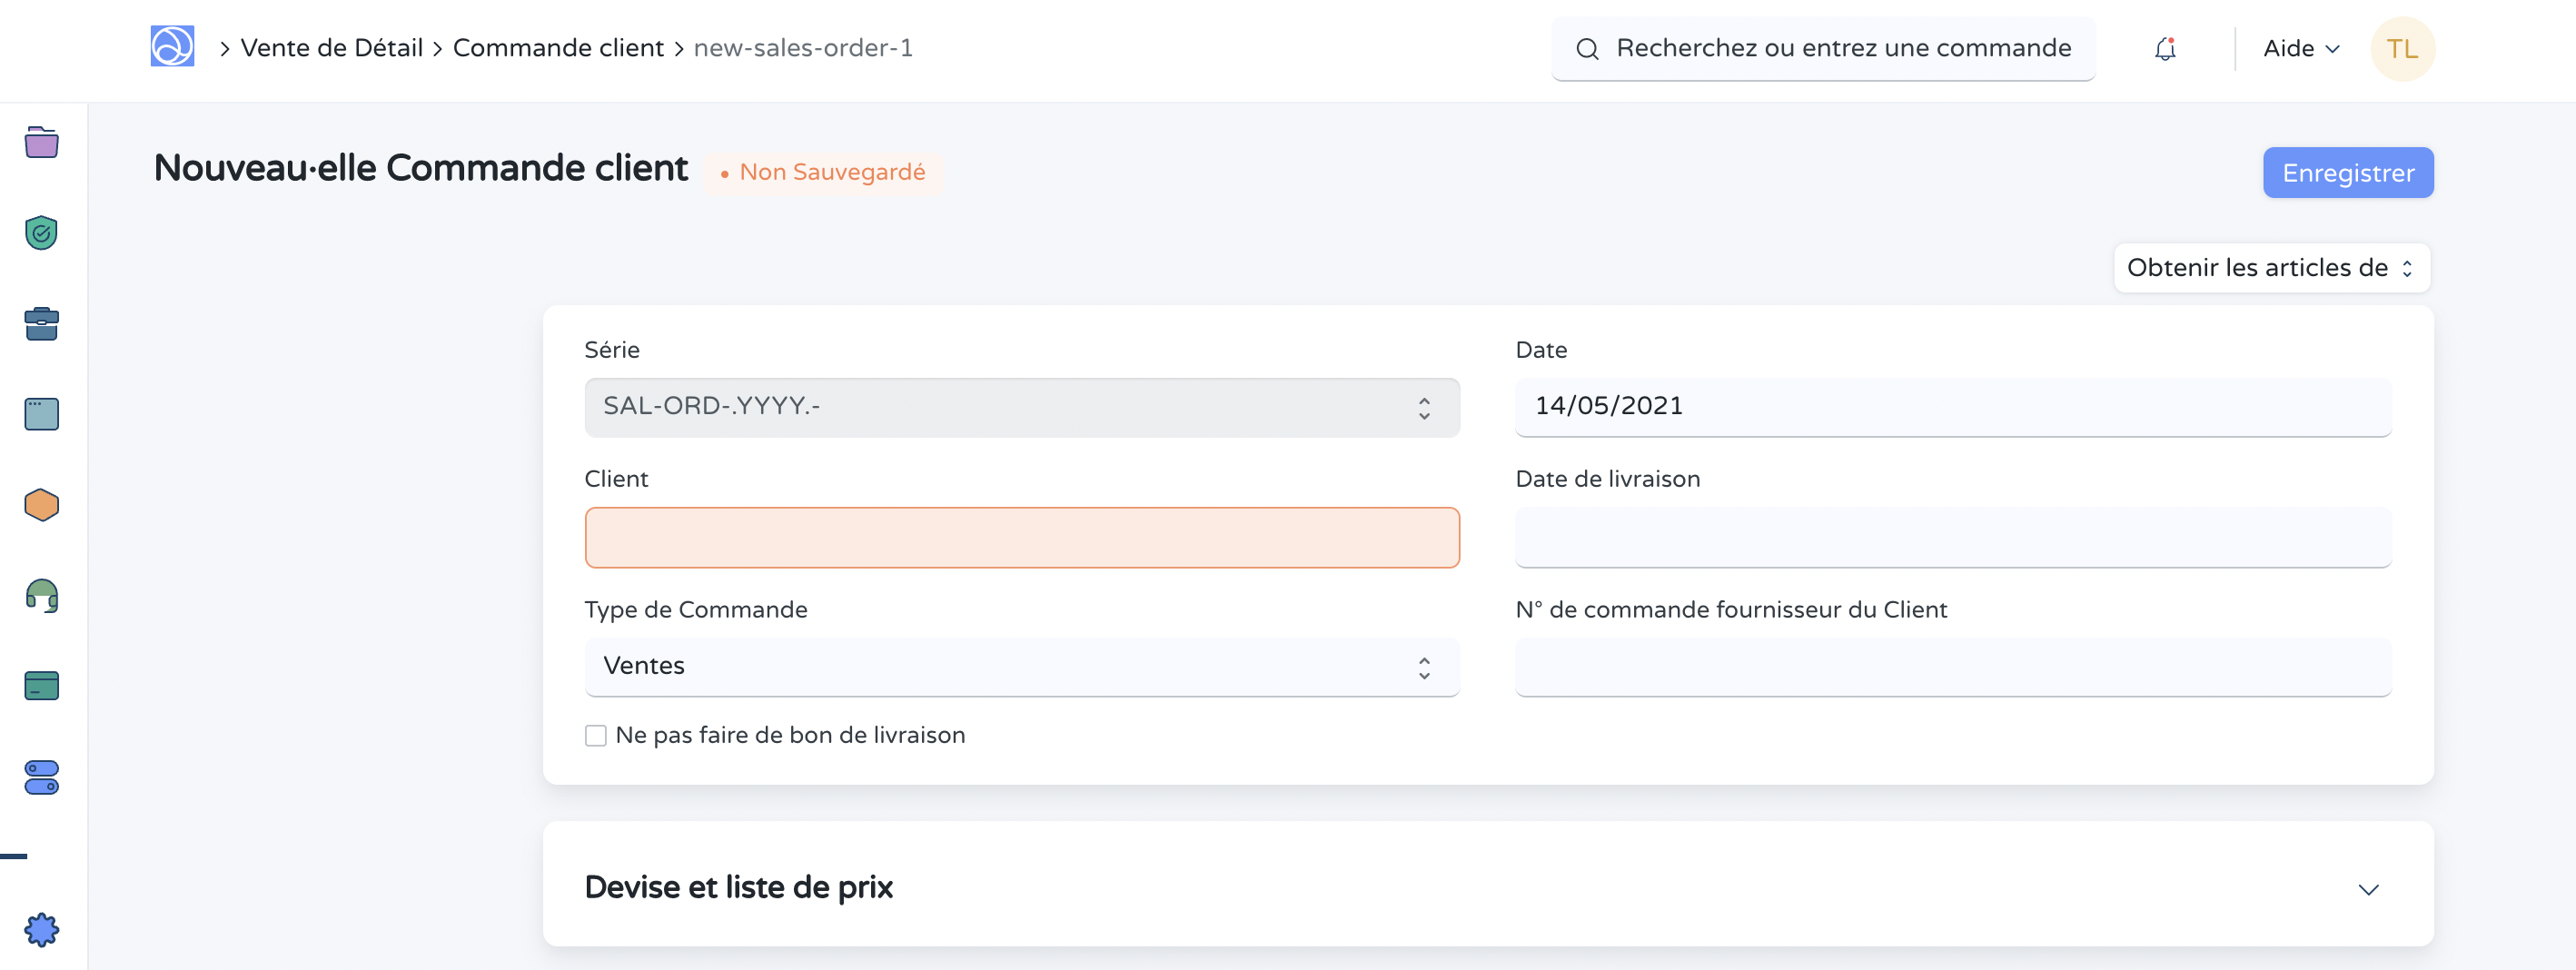 Vente de Détail > Commande client > new-sales-order-1
Recherchez ou entrez une commande
Aide
TL
Nouveau·elle Commande client
• Non Sauvegardé
Enregistrer
Obtenir les articles de
Série
SAL-ORD-.YYYY.-
Date
14/05/2021
Client
Date de livraison
Type de Commande
Ventes
N° de commande fournisseur du Client
Ne pas faire de bon de livraison
Devise et liste de prix